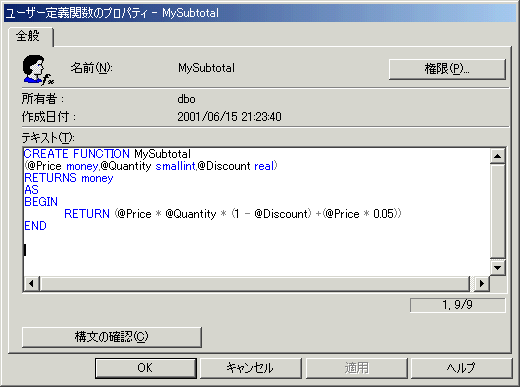 ユーザー定義関数のプロパティ - MySubtotal
全般
名前(N): MySubtotal 権限(P)...
所有者: dbo
作成日付: 2001/06/15 21:23:40
テキスト(T):
CREATE FUNCTION MySubtotal
(@Price money,@Quantity smallint,@Discount real)
RETURNS money
AS
BEGIN
RETURN (@Price * @Quantity * (1 - @Discount) +(@Price * 0.05))
END
1, 9/9
構文の確認(C)
OK キャンセル 適用 ヘルプ